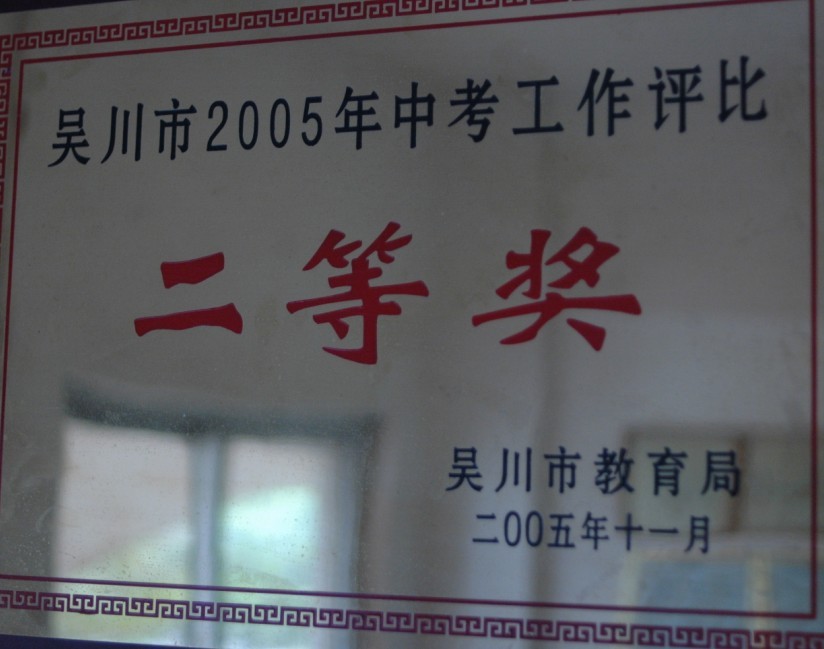 吴川市2005年中考工作评比
二等奖
吴川市教育局
二00五年十一月